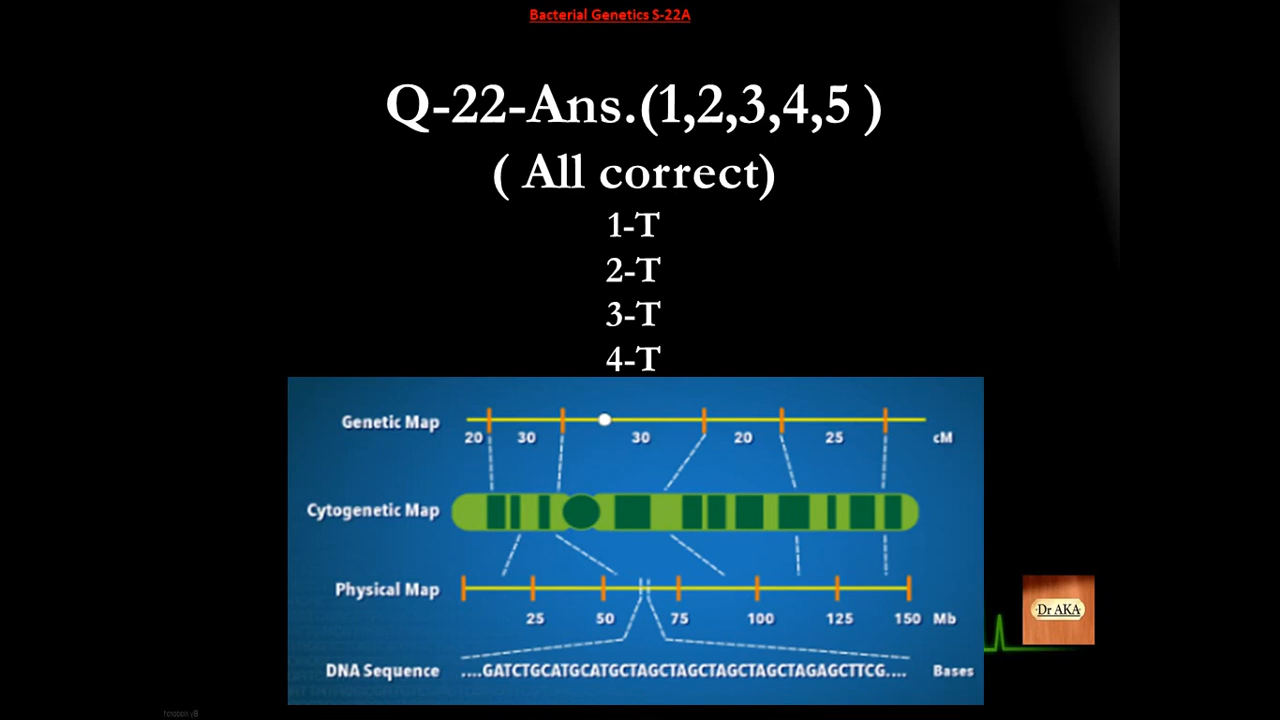 Bacterial Genetics S-22A
Q-22-Ans.(1,2,3,4,5 )
( All correct)
1-T
2-T
3-T
4-T
Genetic Map
20 30 30 20 25 cM
Cytogenetic Map
Physical Map
25 50 75 100 125 150 Mb
DNA Sequence ....GATCTGCATGCATGCTAGCTAGCTAGCTAGCTAGAGCTTCG.... Bases
Dr AKA